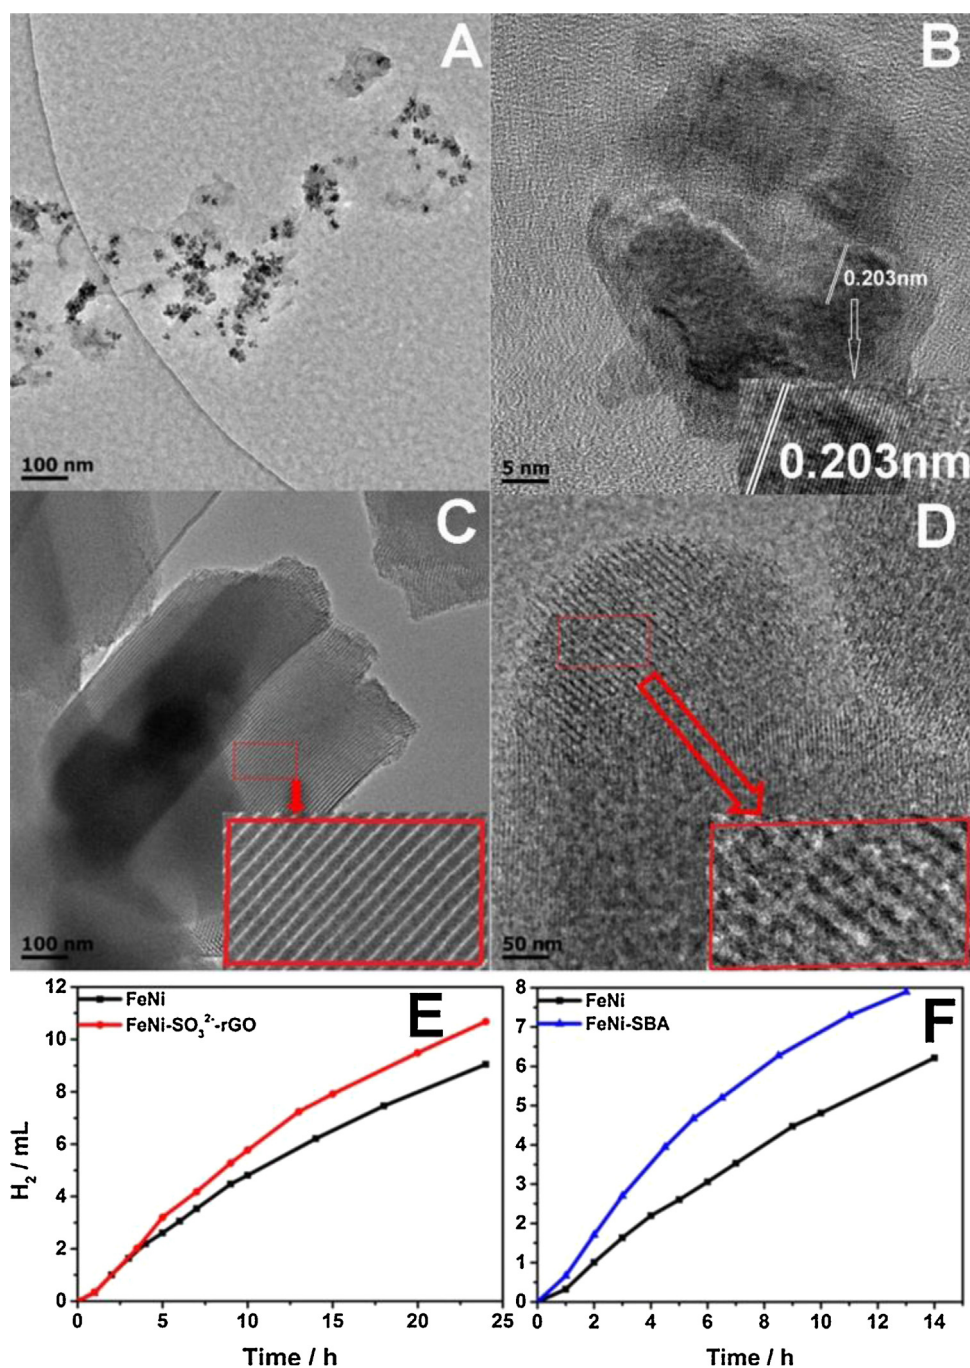 A
100 nm
B
0.203nm
0.203nm
5 nm
C
100 nm
D
50 nm
E
FeNi
FeNi-SO₃²⁻-rGO
H₂ / mL
12
10
8
6
4
2
0
0 5 10 15 20 25
Time / h
F
FeNi
FeNi-SBA
8
7
6
5
4
3
2
1
0
0 2 4 6 8 10 12 14
Time / h